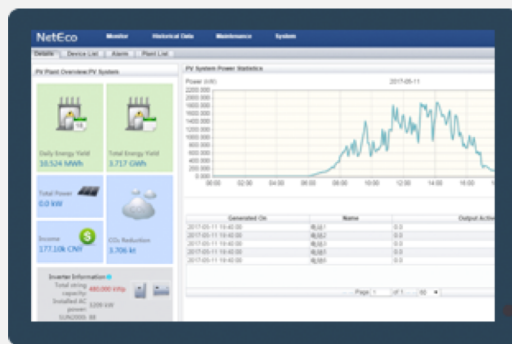 NetEco Monitor Historical Data Maintenance System
Details Device List Alarm Plant List
PV Plant Overview:PV System
Daily Energy Yield
10.524 MWh
Total Energy Yield
3.717 GWh
Total Power
0.0 kW
Income
177.10k CNY
CO₂ Reduction
3.706 kt
Inverter Information
Total string
capacity:
Installed AC
power:
PV System Power Statistics
Power (kW) 2017-05-11
2200.000
2000.000
1800.000
1600.000
1400.000
1200.000
1000.000
800.000
600.000
400.000
200.000
0.000
00:00 02:00 04:00 06:00 08:00 10:00 12:00 14:00 16:00
Generated On Name Output Active
2017-05-11 16:40:00 0.0
2017-05-11 16:40:00 0.0
2017-05-11 16:40:00 0.0
2017-05-11 16:40:00 0.0
2017-05-11 16:40:00 0.0
Page 1 of 1